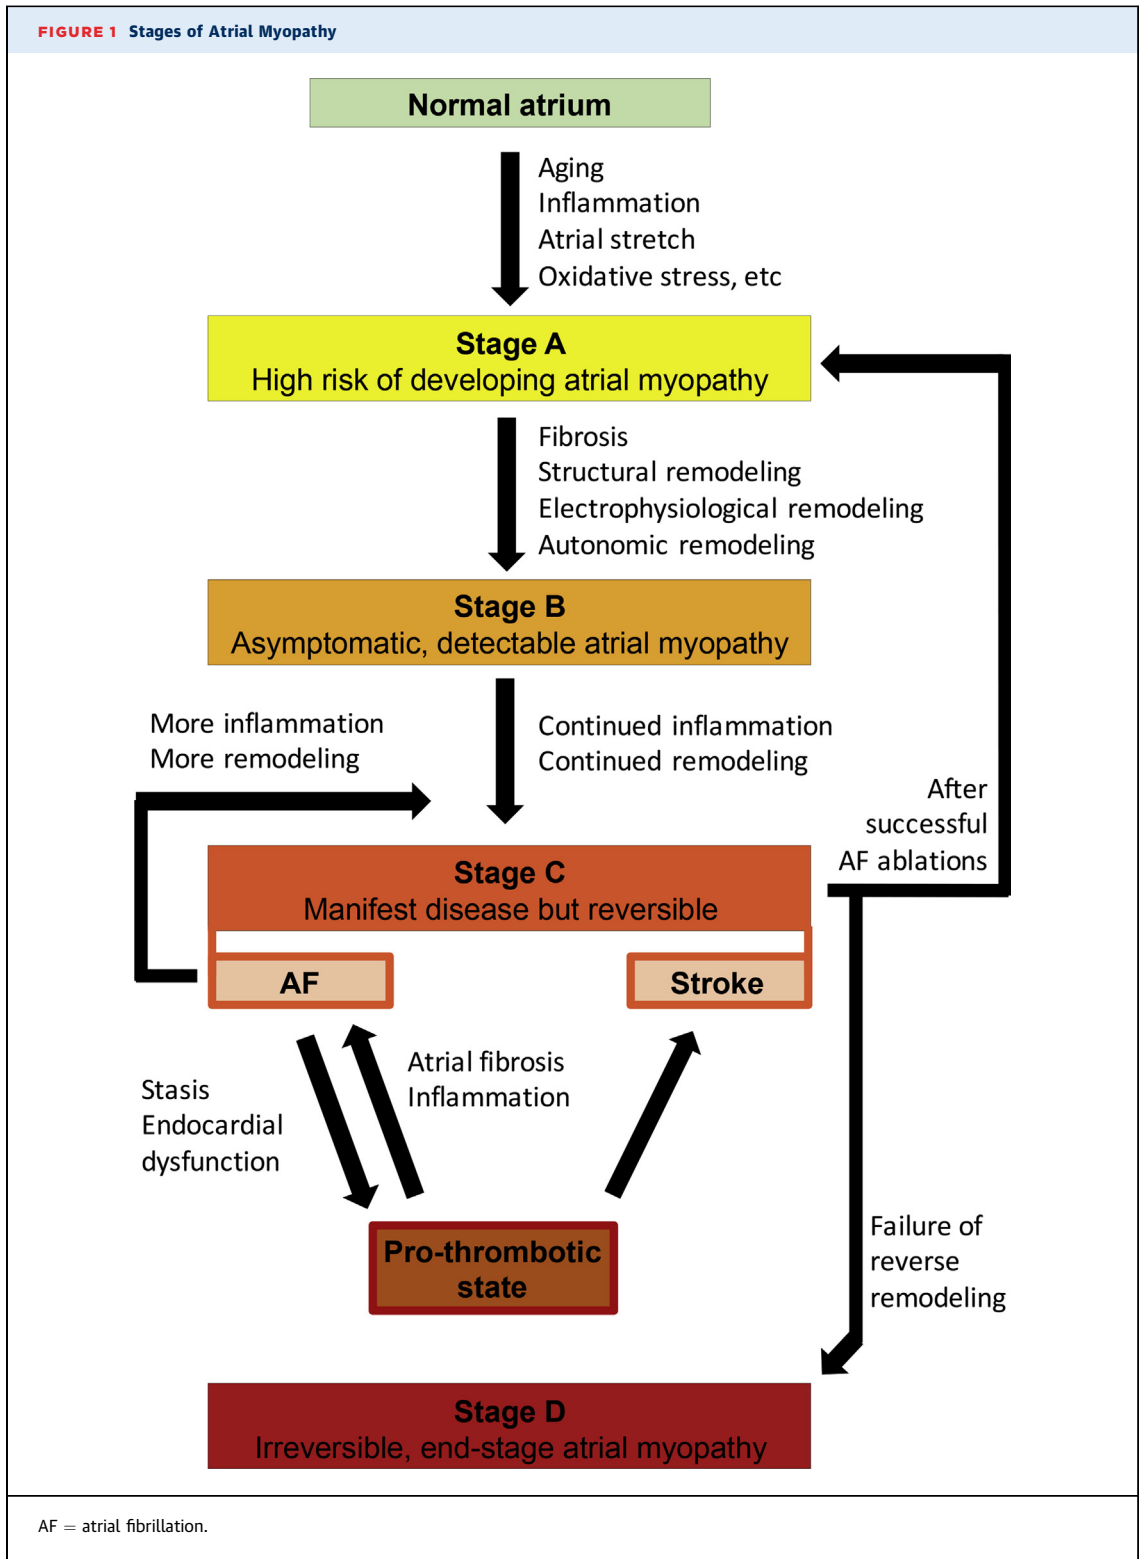 FIGURE 1 Stages of Atrial Myopathy
Normal atrium
Aging
Inflammation
Atrial stretch
Oxidative stress, etc
Stage A
High risk of developing atrial myopathy
Fibrosis
Structural remodeling
Electrophysiological remodeling
Autonomic remodeling
Stage B
Asymptomatic, detectable atrial myopathy
More inflammation
More remodeling
Continued inflammation
Continued remodeling
After
successful
AF ablations
Stage C
Manifest disease but reversible
AF
Stroke
Stasis
Endocardial
dysfunction
Atrial fibrosis
Inflammation
Pro-thrombotic
state
Failure of
reverse
remodeling
Stage D
Irreversible, end-stage atrial myopathy
AF = atrial fibrillation.